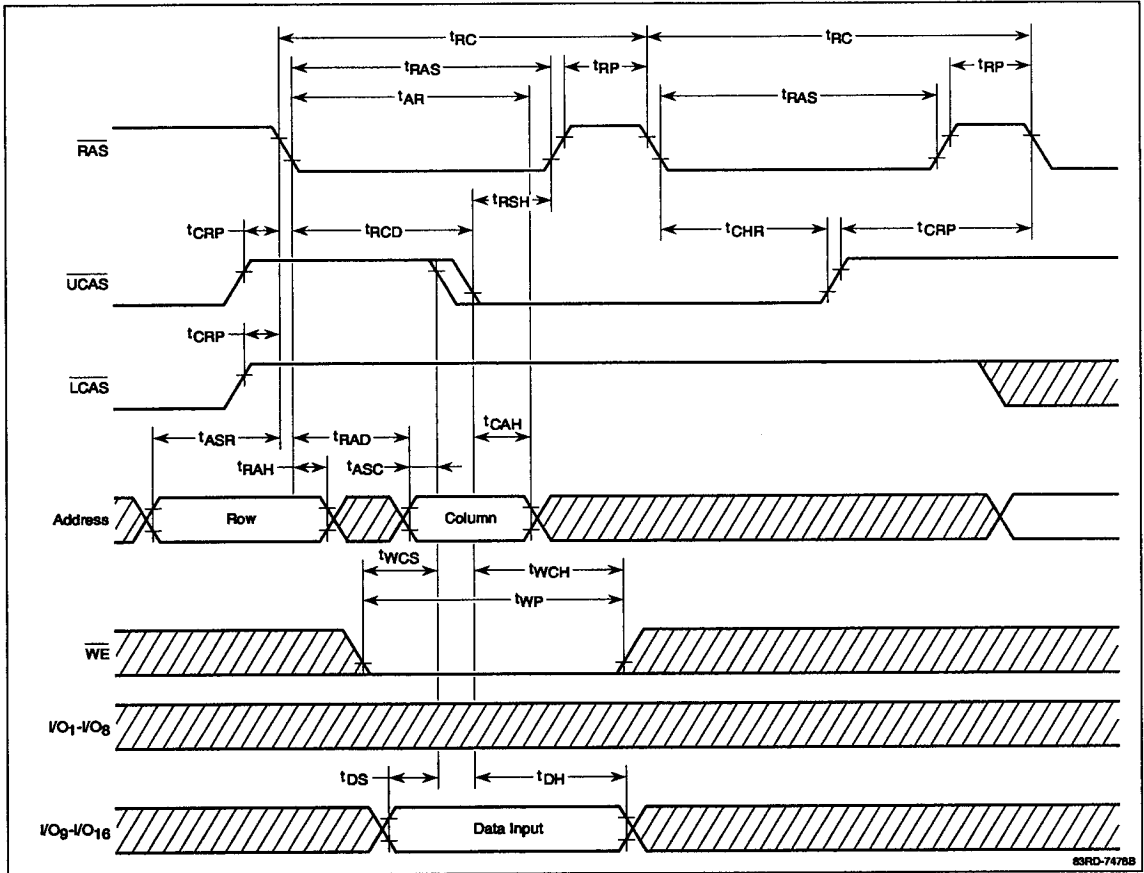 tRC tRC
tRAS tRP tRP
tAR tRAS
RAS
tRSH
tCRP tRCD tCHR tCRP
UCAS
tCRP
LCAS
tCAH
tASR tRAD
tRAH tASC
Address Row Column
tWCS tWCH
tWP
WE
I/O1-I/O8
tDS tDH
I/O9-I/O16 Data Input
83RD-7476B